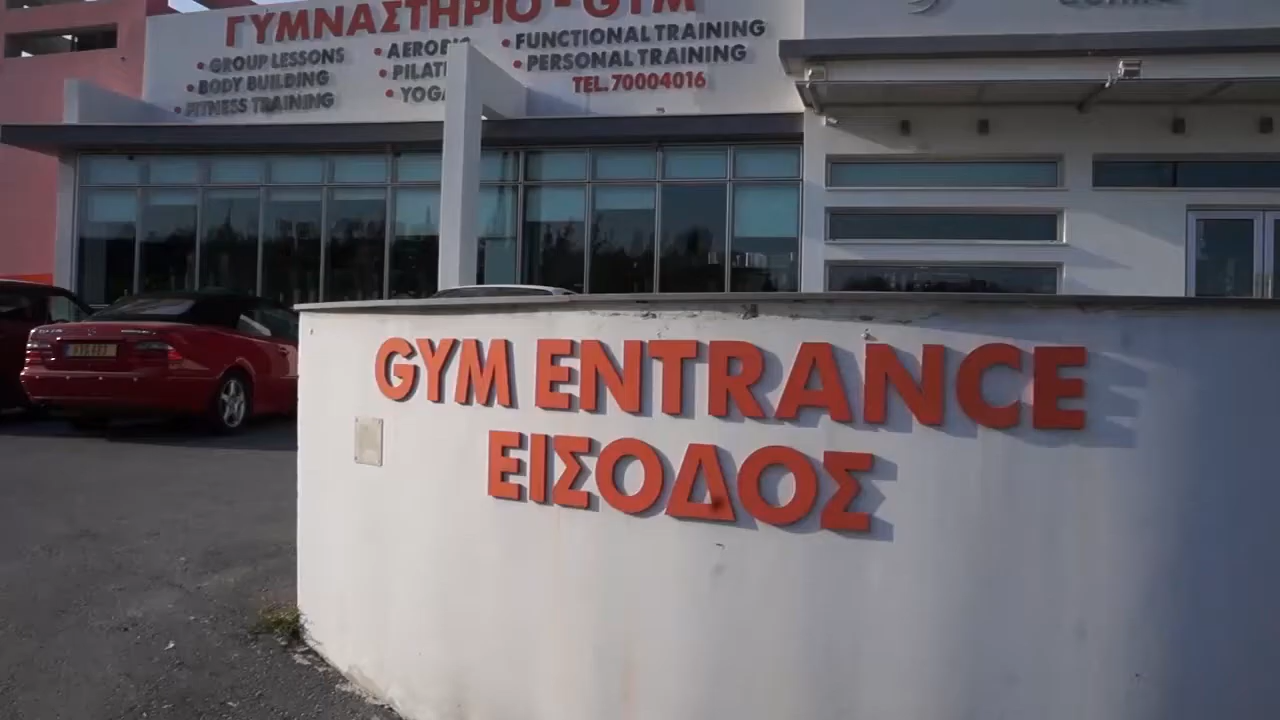 ΓΥΜΝΑΣΤΗΡΙΟ - GYM
• GROUP LESSONS
• BODY BUILDING
• FITNESS TRAINING
• AEROBIC
• PILAT
• YOGA
• FUNCTIONAL TRAINING
• PERSONAL TRAINING
TEL. 70004016
GYM ENTRANCE
ΕΙΣΟΔΟΣ